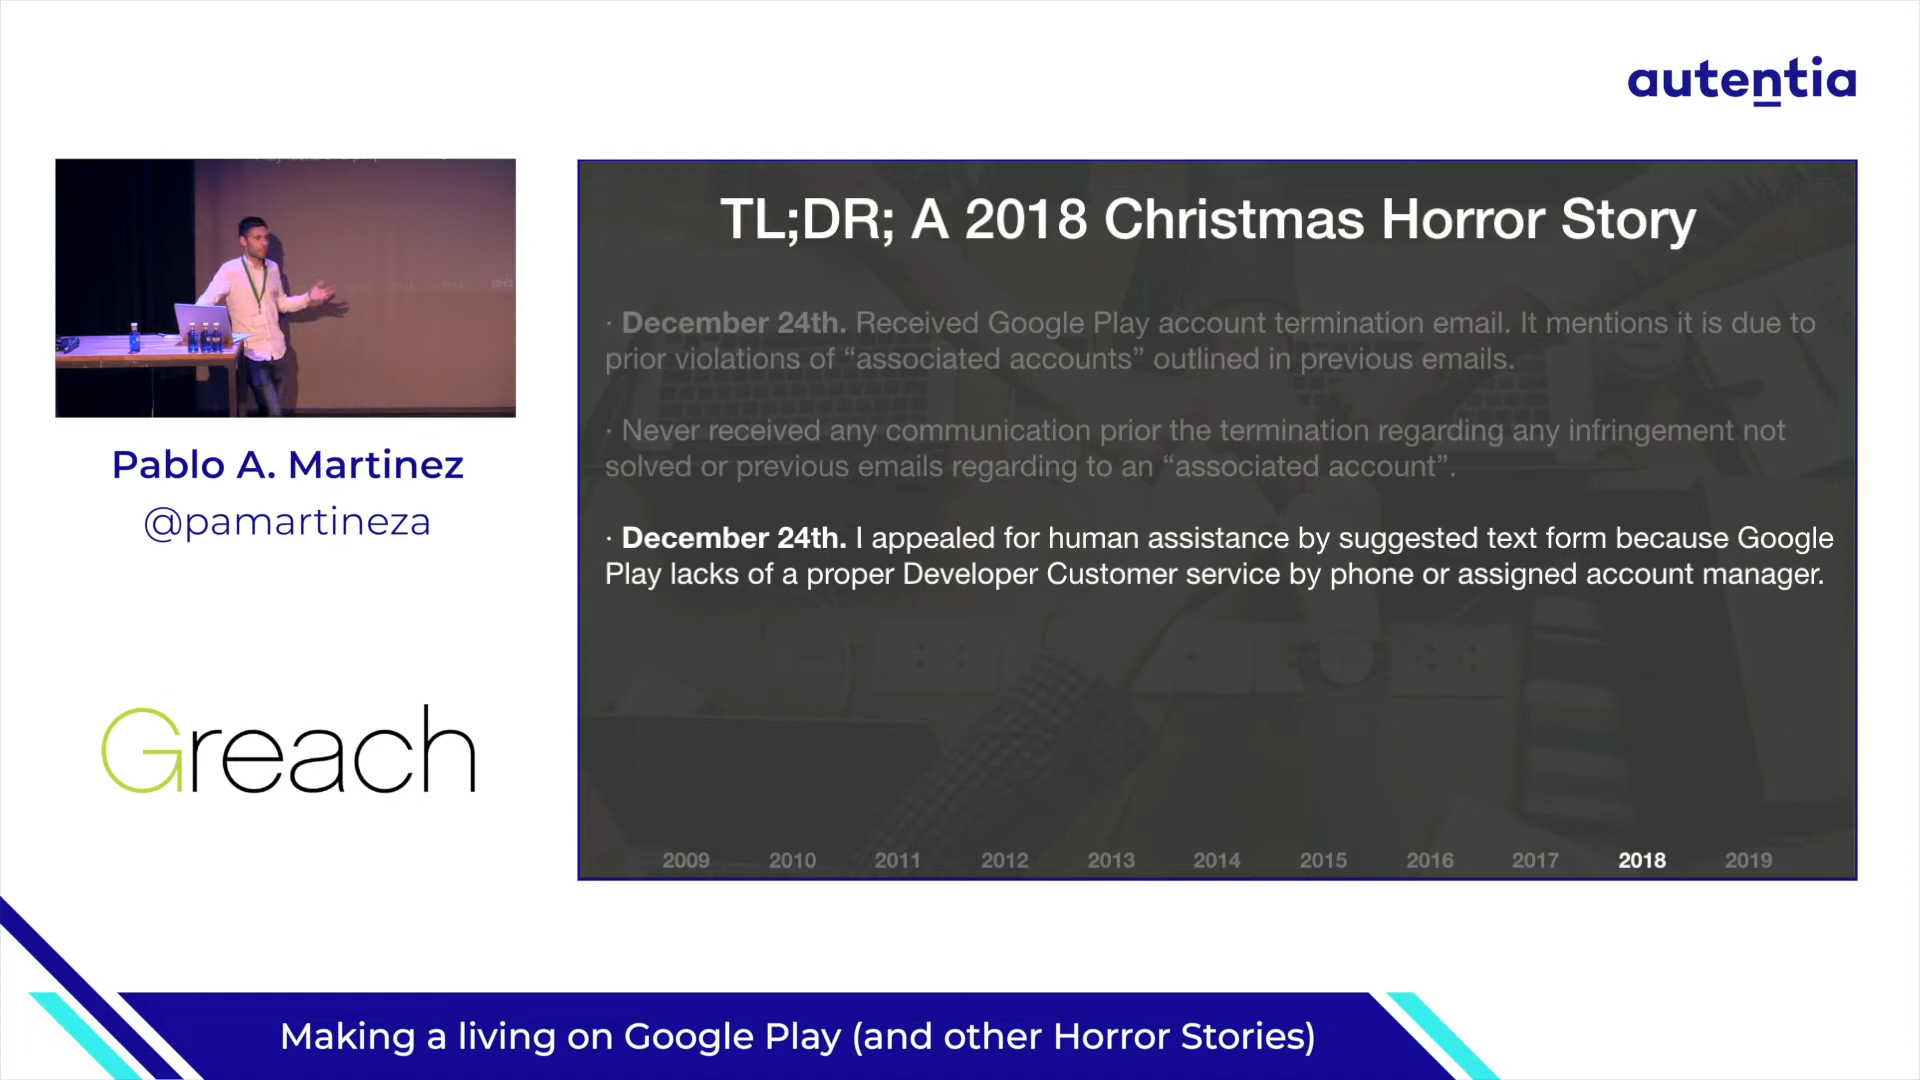 autentia
TL;DR; A 2018 Christmas Horror Story
· December 24th. Received Google Play account termination email. It mentions it is due to
prior violations of “associated accounts” outlined in previous emails.
· Never received any communication prior the termination regarding any infringement not
solved or previous emails regarding to an “associated account”.
· December 24th. I appealed for human assistance by suggested text form because Google
Play lacks of a proper Developer Customer service by phone or assigned account manager.
2009 2010 2011 2012 2013 2014 2015 2016 2017 2018 2019
Pablo A. Martinez
@pamartineza
Greach
Making a living on Google Play (and other Horror Stories)